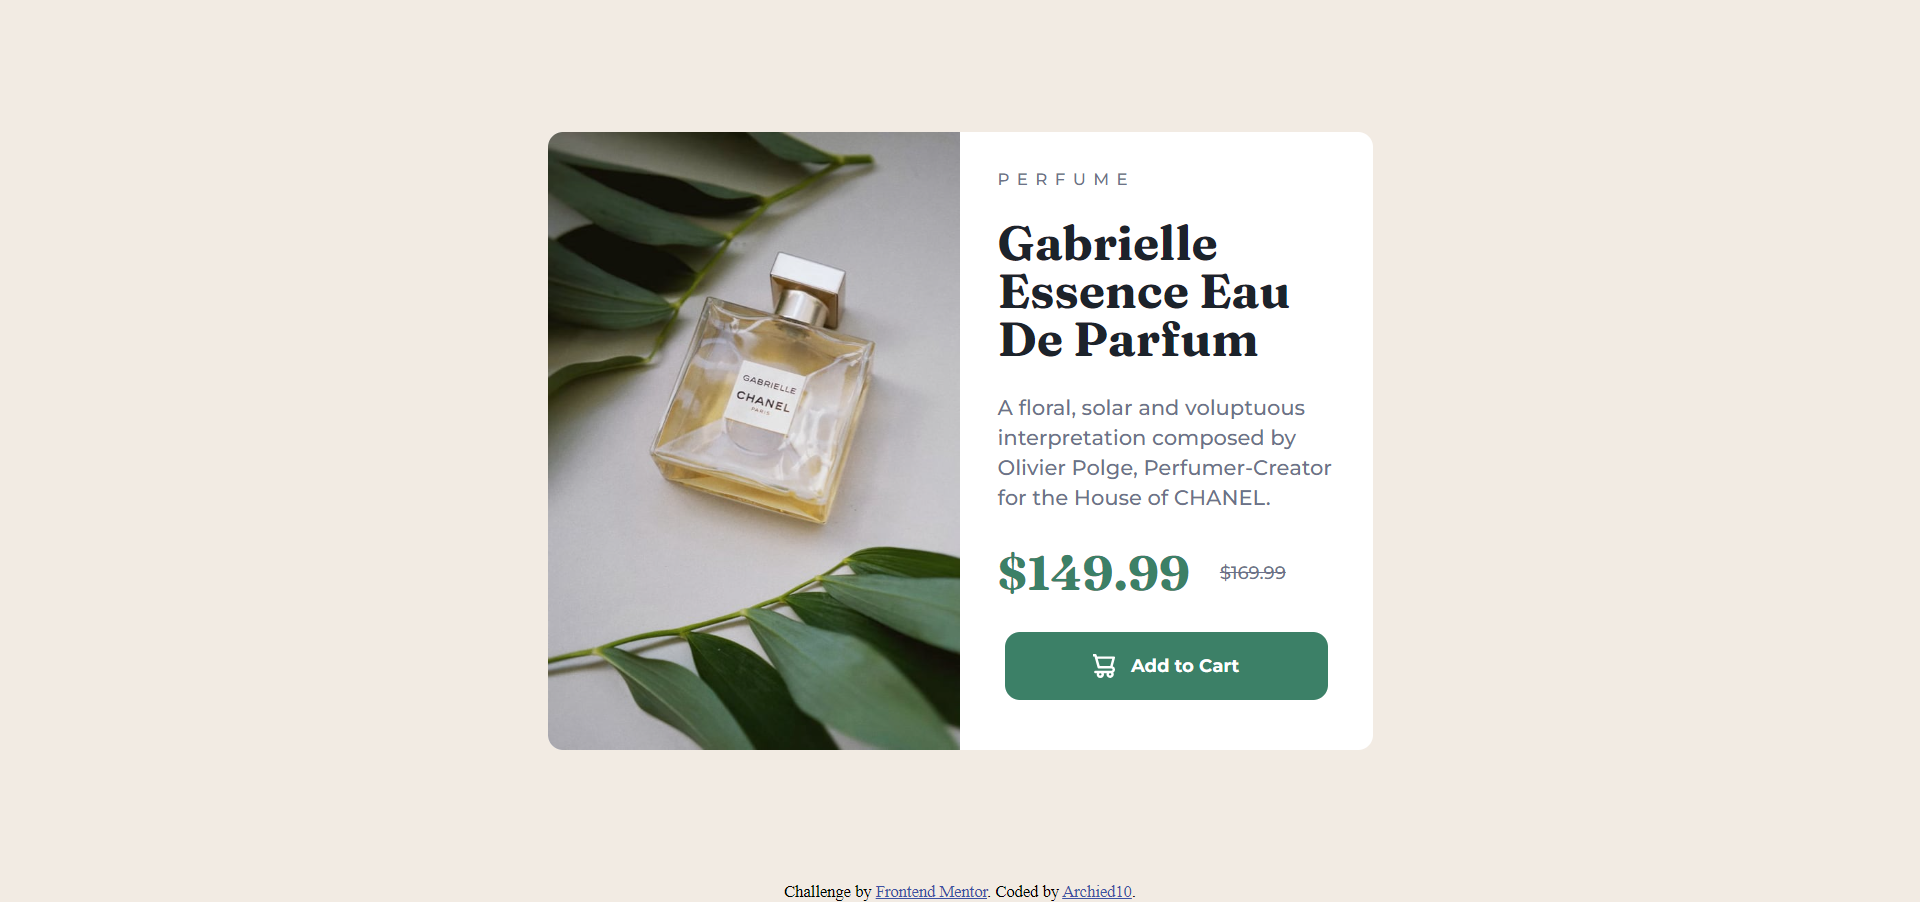 GABRIELLE
CHANEL
PARIS
PERFUME
Gabrielle
Essence Eau
De Parfum
A floral, solar and voluptuous
interpretation composed by
Olivier Polge, Perfumer-Creator
for the House of CHANEL.
$149.99 $169.99
Add to Cart
Challenge by Frontend Mentor. Coded by Archied10.